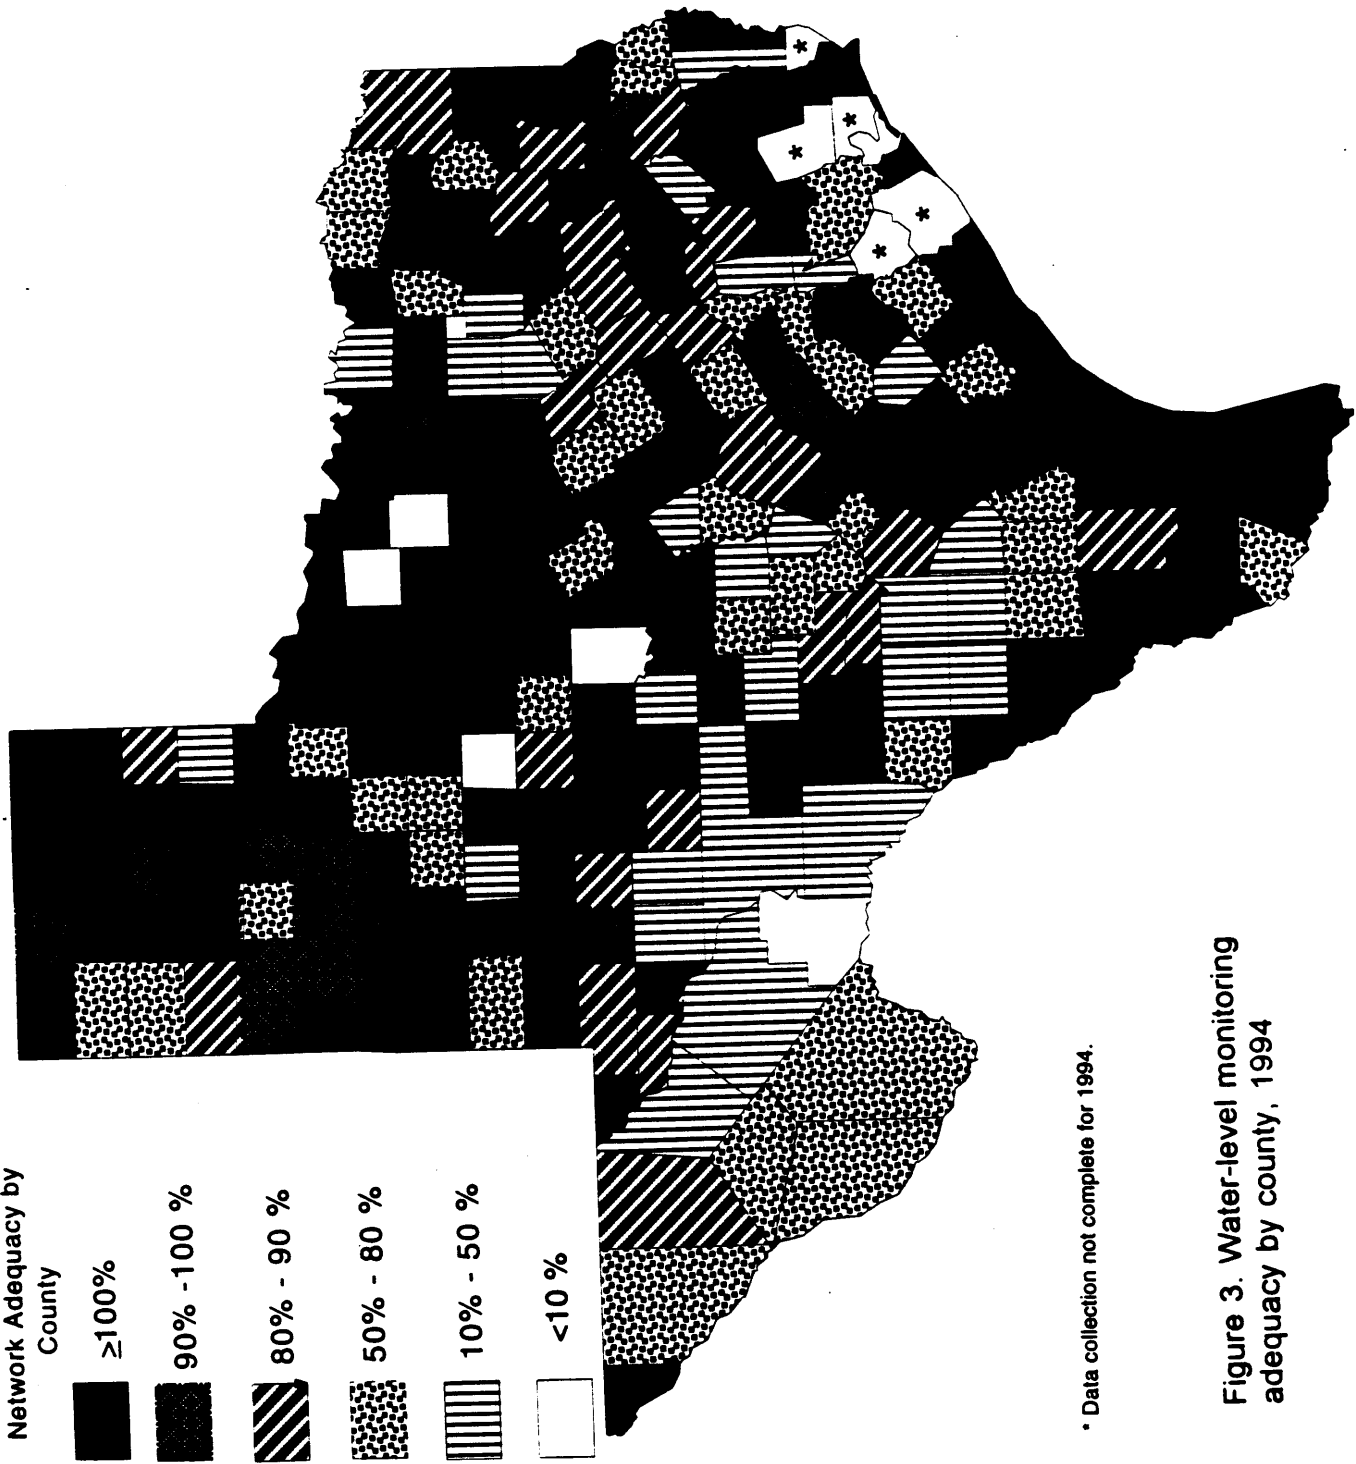 Network Adequacy by
County
≥100%
90% -100 %
80% - 90 %
50% - 80 %
10% - 50 %
<10 %
*
*
*
*
*
* Data collection not complete for 1994.
Figure 3. Water-level monitoring
adequacy by county, 1994